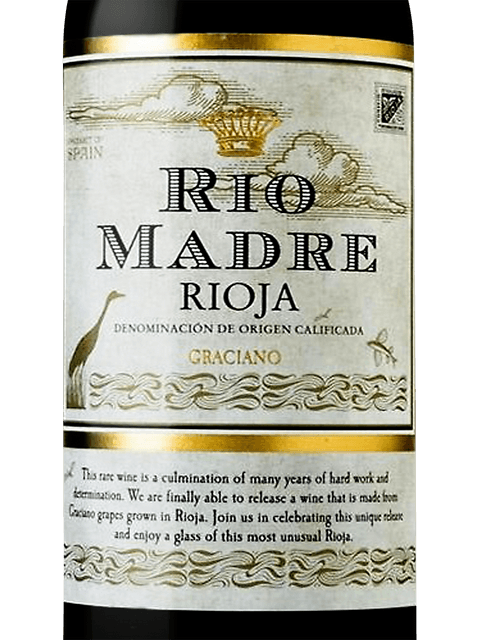 PRODUCT OF
SPAIN
RIO
MADRE
RIOJA
DENOMINACIÓN DE ORIGEN CALIFICADA
GRACIANO
This rare wine is a culmination of many years of hard work and
determination. We are finally able to release a wine that is made from
Graciano grapes grown in Rioja. Join us in celebrating this unique release
and enjoy a glass of this most unusual Rioja.